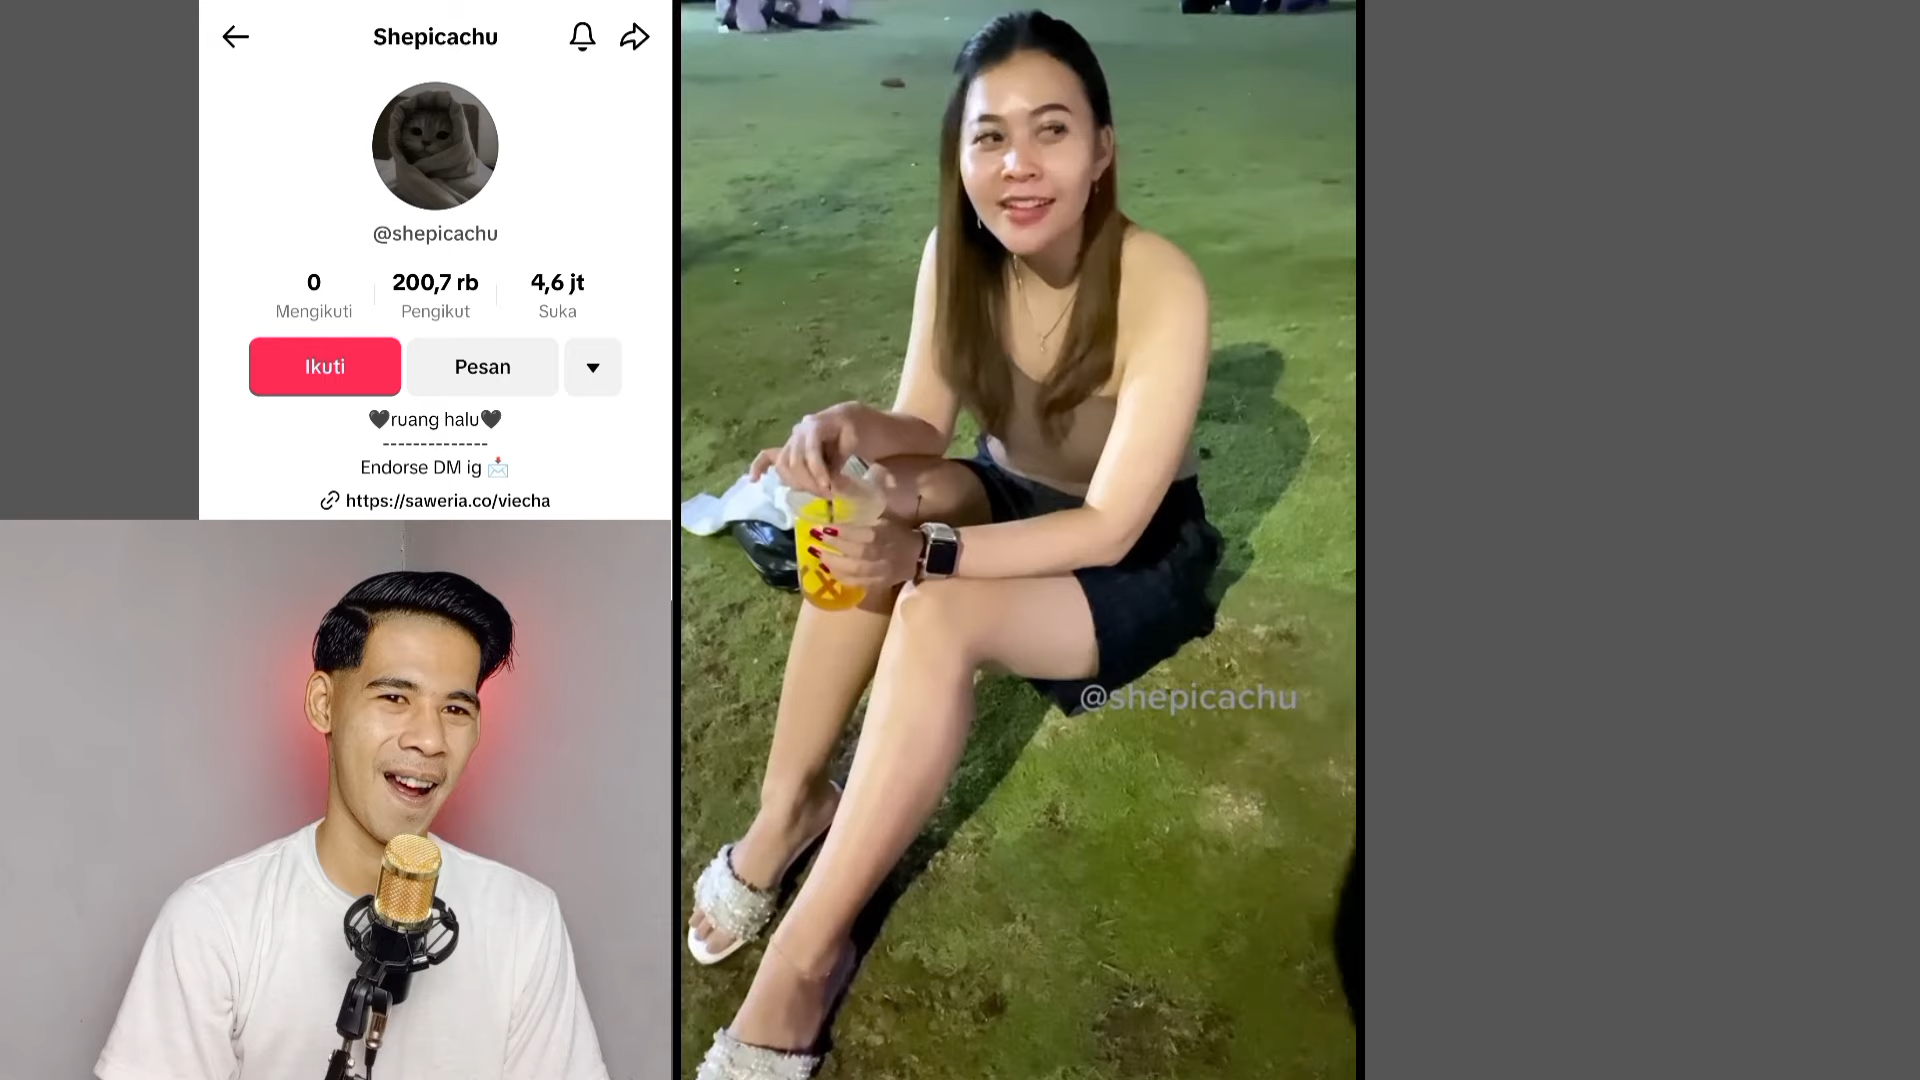 Shepicachu
@shepicachu
0 200,7 rb 4,6 jt
Mengikuti Pengikut Suka
Ikuti Pesan
🖤ruang halu🖤
--------------
Endorse DM ig 📩
https://saweria.co/viecha
@shepicachu